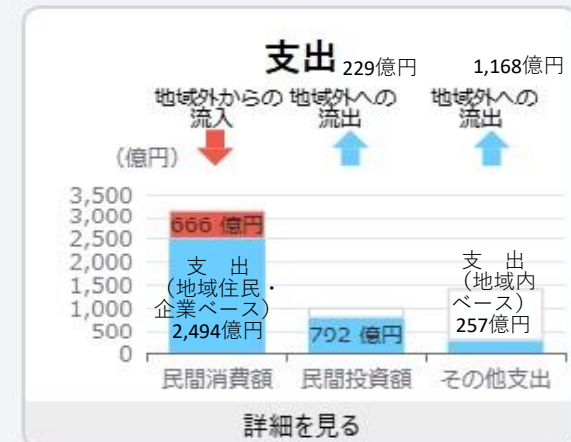 支出
229億円
1,168億円
地域外からの
流入
地域外への
流出
地域外への
流出
（億円）
3,500
3,000
2,500
2,000
1,500
1,000
500
0
666 億円
支　出
（地域住民・
企業ベース）
2,494億円
792 億円
支　出
（地域内
ベース）
257億円
民間消費額
民間投資額
その他支出
詳細を見る